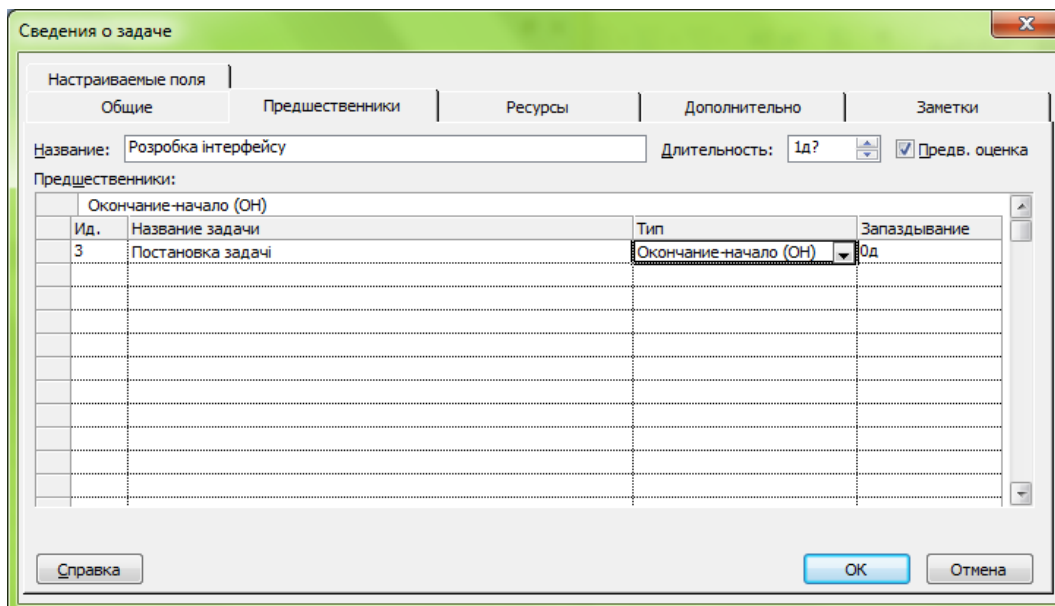 Сведения о задаче
Настраиваемые поля
Общие Предшественники Ресурсы Дополнительно Заметки
Название: Розробка інтерфейсу Длительность: 1д? Предв. оценка
Предшественники:
Окончание-начало (ОН)
Ид. Название задачи Тип Запаздывание
3 Постановка задачі Окончание-начало (ОН) 0д
Справка ОК Отмена